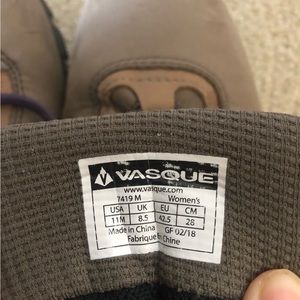 VASQUE
www.vasque.com
7419 M Women's
USA UK EU CM
11M 8.5 42.5 28
Made in China GF 02/18
Fabriqué en Chine